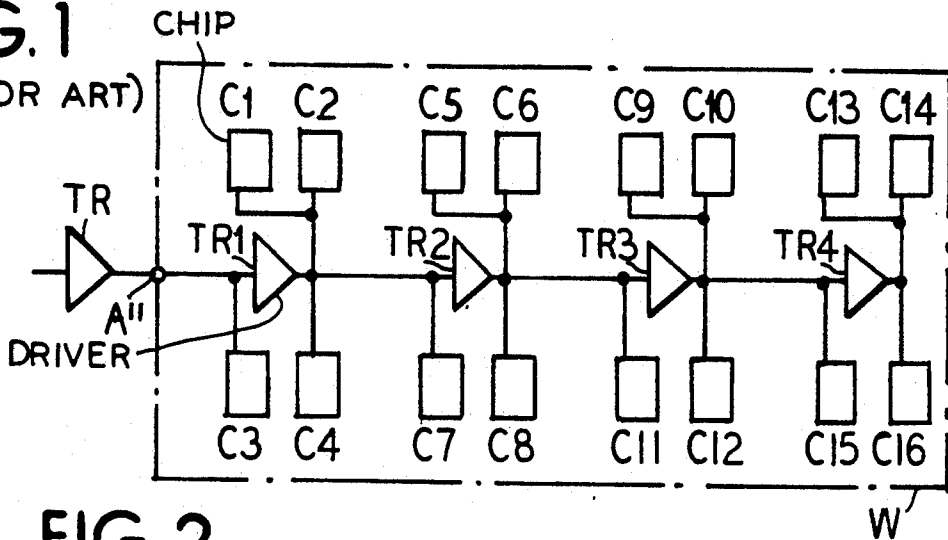 G. 1
OR ART)
CHIP
C1 C2 C5 C6 C9 C10 C13 C14
TR
TR1 TR2 TR3 TR4
A"
DRIVER
C3 C4 C7 C8 C11 C12 C15 C16
W
FIG. 2